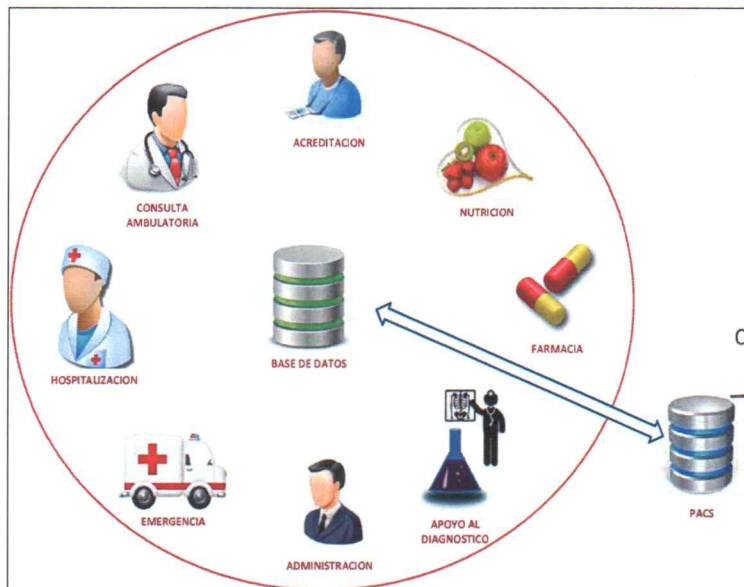 ACREDITACION
CONSULTA
AMBULATORIA
NUTRICION
HOSPITALIZACION
BASE DE DATOS
FARMACIA
EMERGENCIA
ADMINISTRACION
APOYO AL
DIAGNOSTICO
PACS